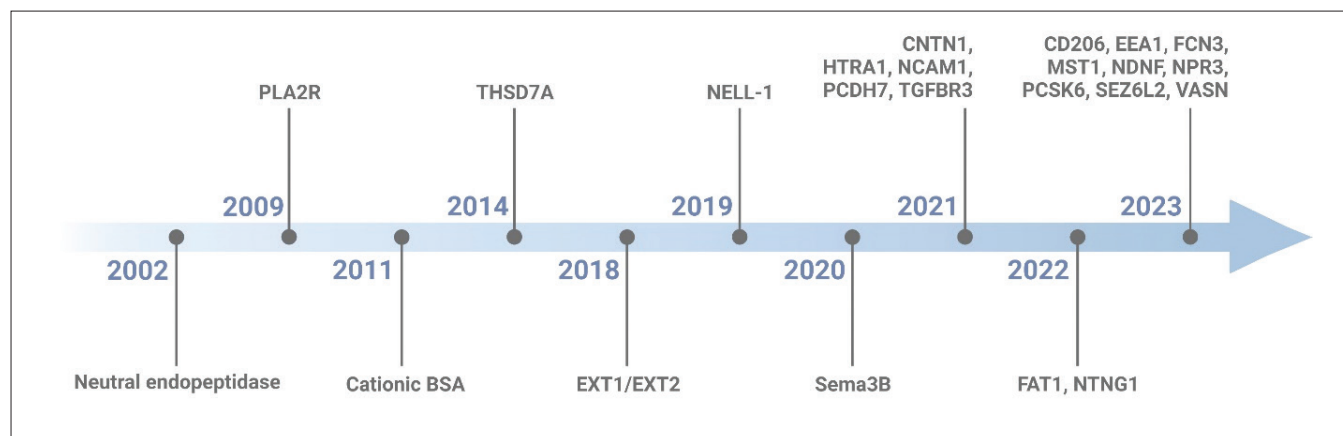 CNTN1,
HTRA1, NCAM1,
PCDH7, TGFBR3
CD206, EEA1, FCN3,
MST1, NDNF, NPR3,
PCSK6, SEZ6L2, VASN
PLA2R
THSD7A
NELL-1
2009
2014
2019
2021
2023
2002
2011
2018
2020
2022
Neutral endopeptidase
Cationic BSA
EXT1/EXT2
Sema3B
FAT1, NTNG1